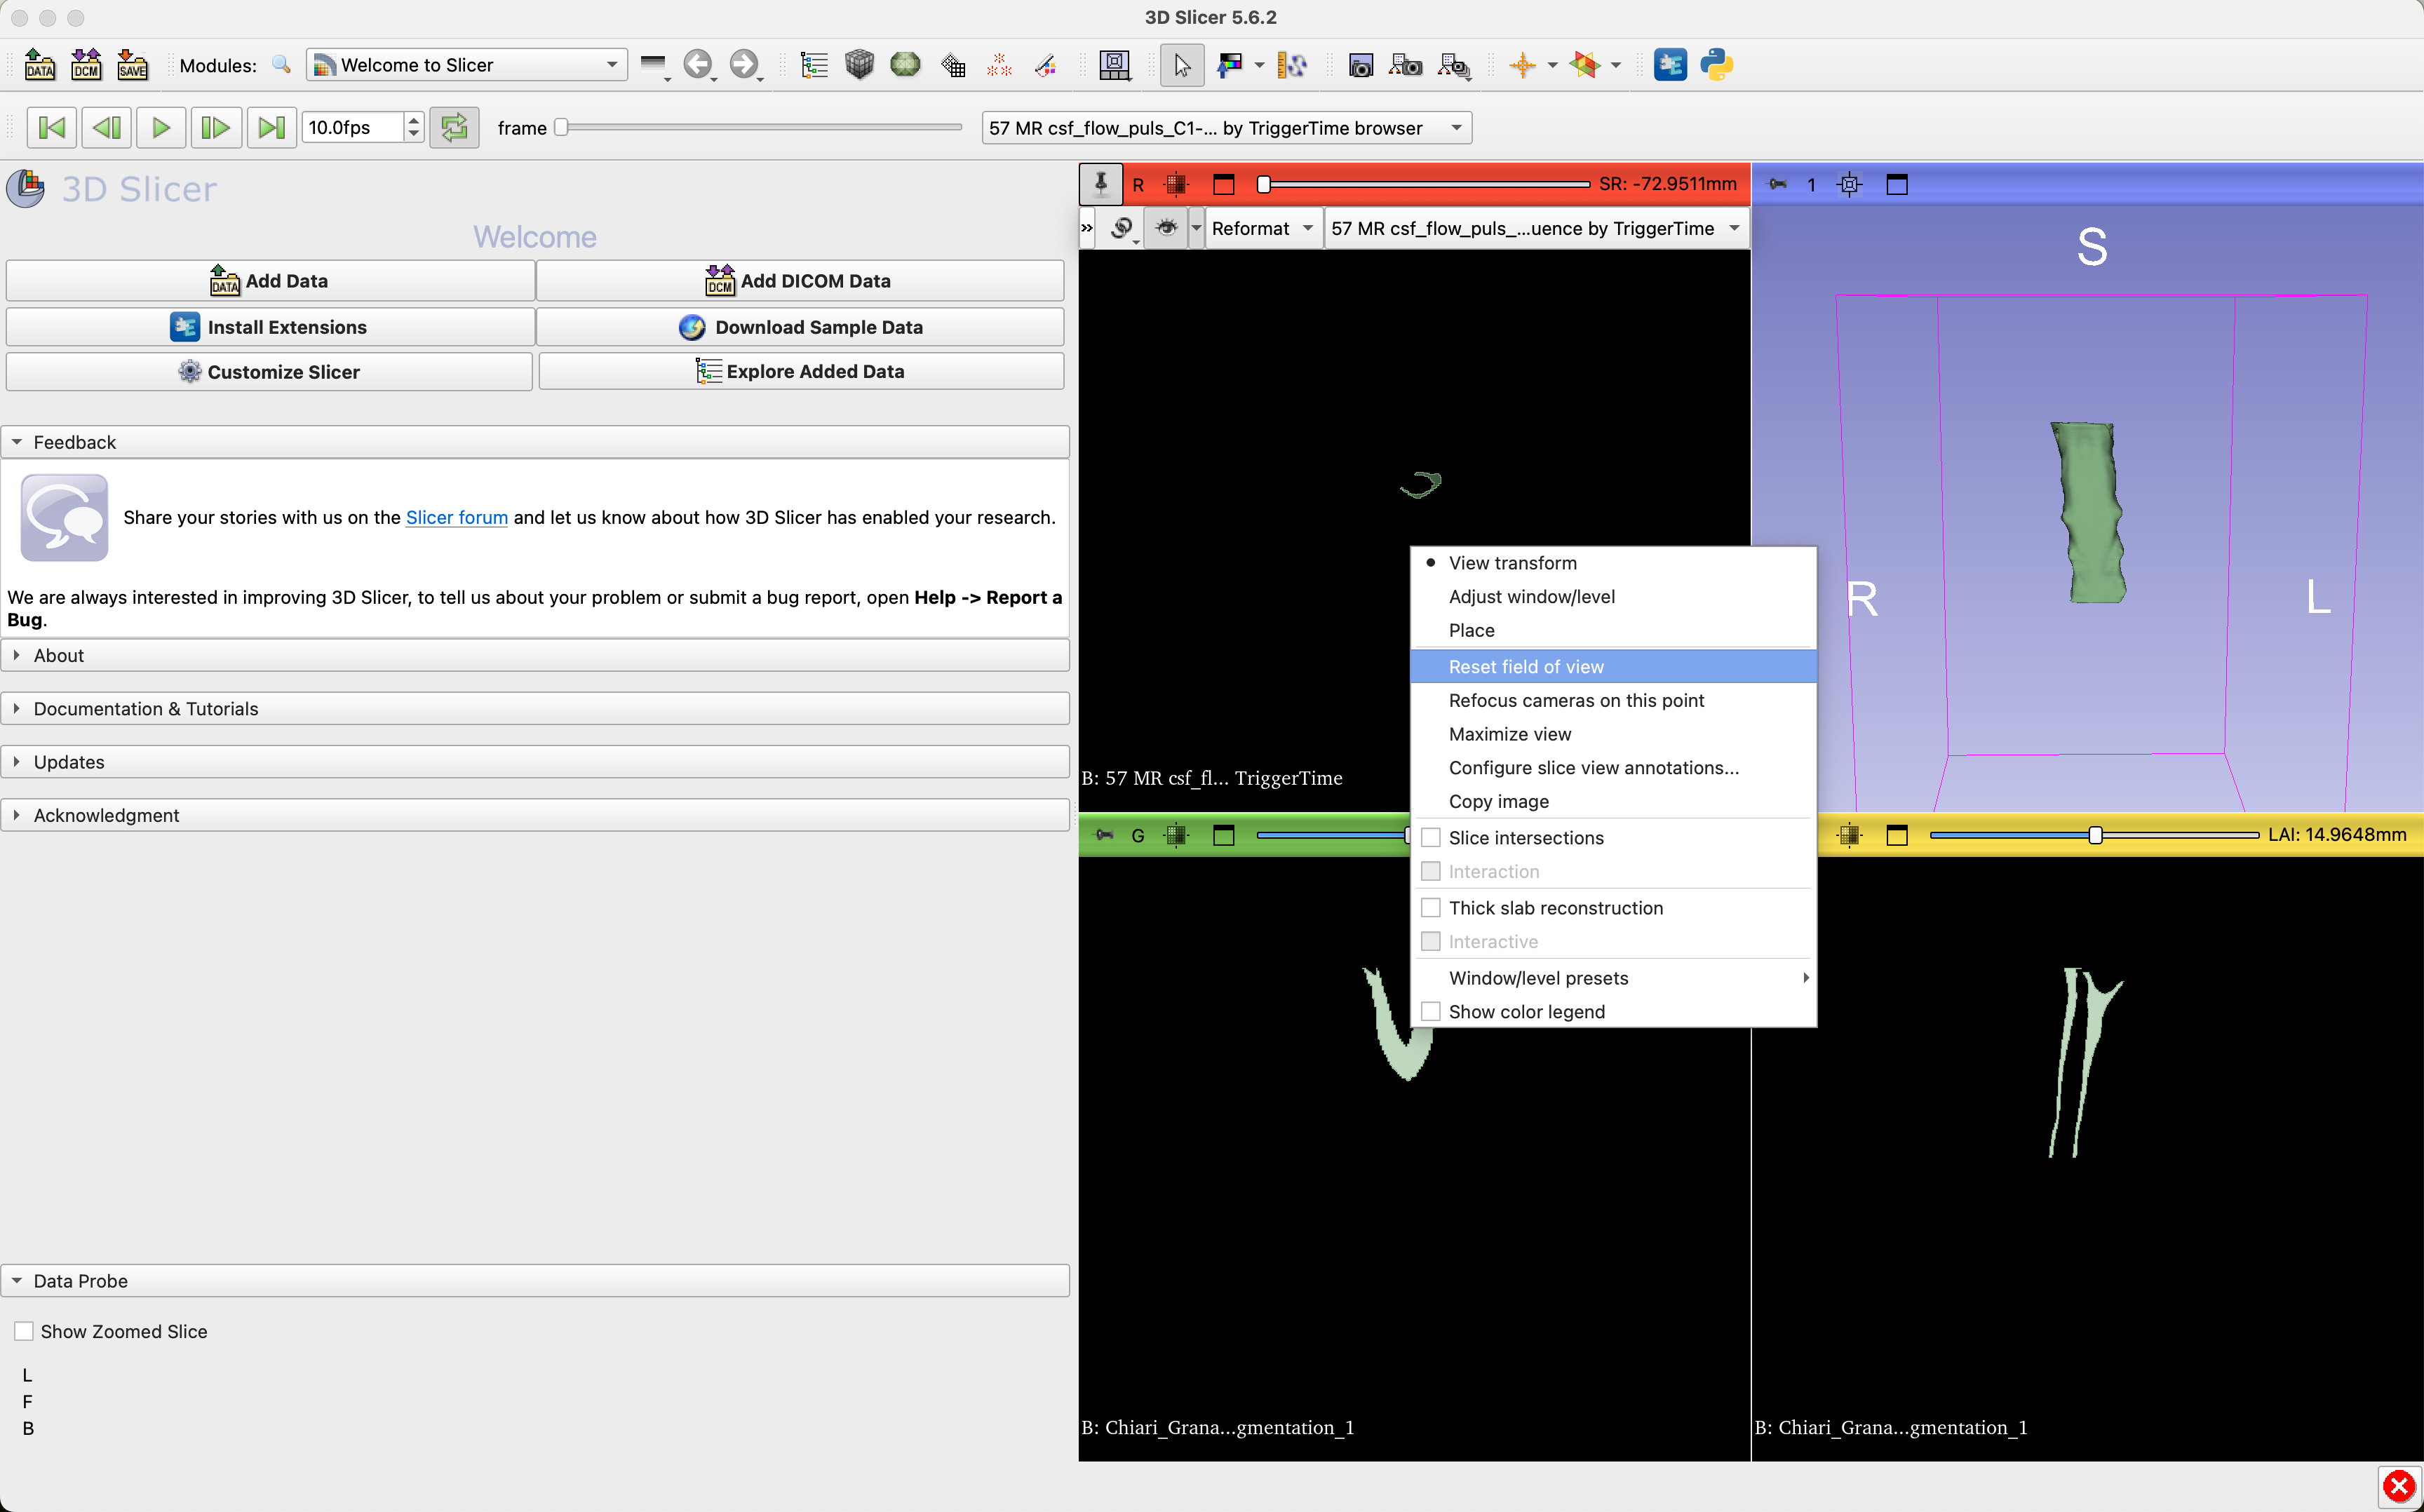 3D Slicer 5.6.2
DATA DCM SAVE Modules: Welcome to Slicer
10.0fps frame 57 MR csf_flow_puls_C1-... by TriggerTime browser
3D Slicer
Welcome
DATA Add Data
DCM Add DICOM Data
Install Extensions
Download Sample Data
Customize Slicer
Explore Added Data
Feedback
Share your stories with us on the Slicer forum and let us know about how 3D Slicer has enabled your research.
We are always interested in improving 3D Slicer, to tell us about your problem or submit a bug report, open Help -> Report a
Bug.
About
Documentation & Tutorials
Updates
Acknowledgment
Data Probe
Show Zoomed Slice
L
F
B
R SR: -72.9511mm
» Reformat 57 MR csf_flow_puls_...uence by TriggerTime
B: 57 MR csf_fl... TriggerTime
1
S
R
L
View transform
Adjust window/level
Place
Reset field of view
Refocus cameras on this point
Maximize view
Configure slice view annotations...
Copy image
Slice intersections
Interaction
Thick slab reconstruction
Interactive
Window/level presets
Show color legend
G
B: Chiari_Grana...gmentation_1
LAI: 14.9648mm
B: Chiari_Grana...gmentation_1